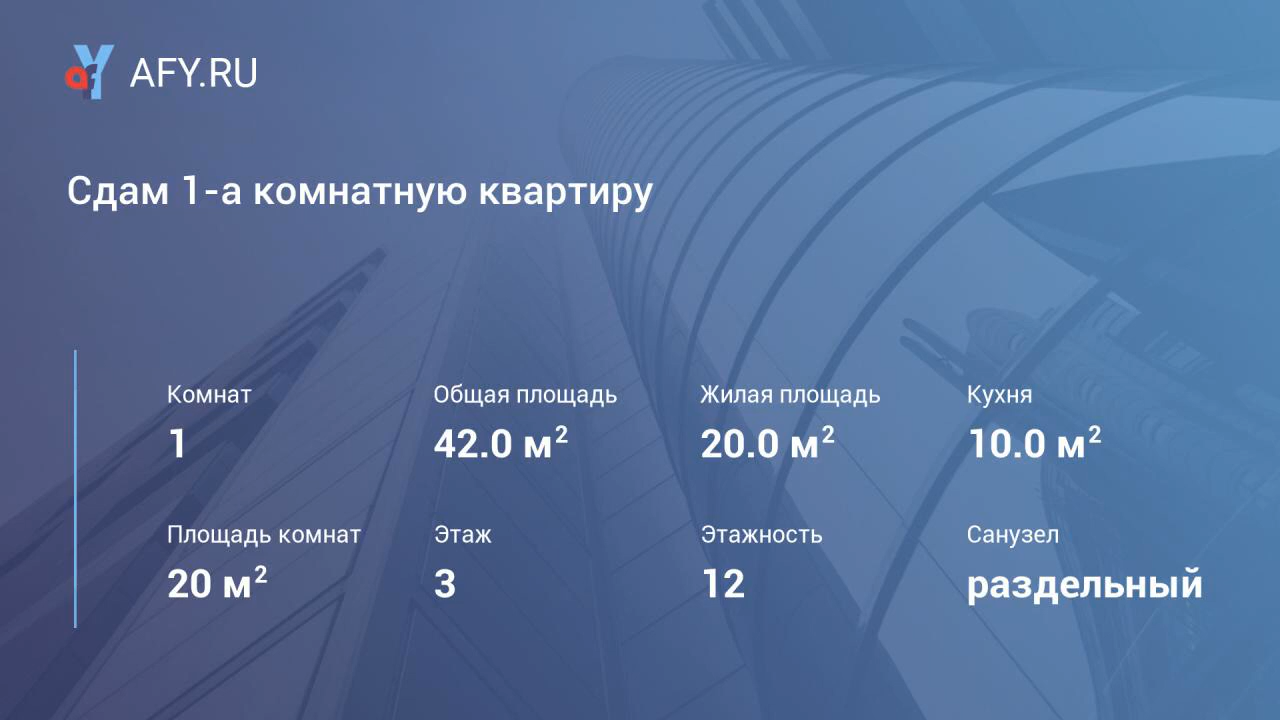 AFY.RU
Сдам 1-а комнатную квартиру
Комнат
1
Общая площадь
42.0 м²
Жилая площадь
20.0 м²
Кухня
10.0 м²
Площадь комнат
20 м²
Этаж
3
Этажность
12
Санузел
раздельный